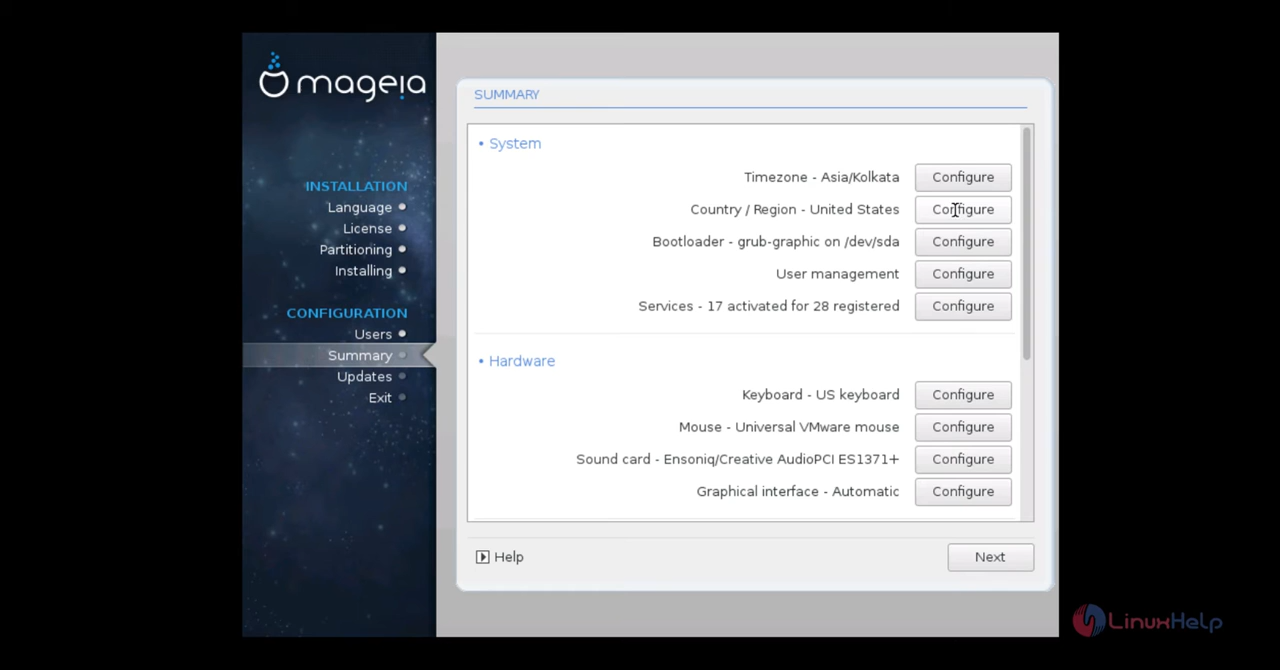 mageia
INSTALLATION
Language
License
Partitioning
Installing
CONFIGURATION
Users
Summary
Updates
Exit
SUMMARY
• System
Timezone - Asia/Kolkata Configure
Country / Region - United States Configure
Bootloader - grub-graphic on /dev/sda Configure
User management Configure
Services - 17 activated for 28 registered Configure
• Hardware
Keyboard - US keyboard Configure
Mouse - Universal VMware mouse Configure
Sound card - Ensoniq/Creative AudioPCI ES1371+ Configure
Graphical interface - Automatic Configure
Help Next
LinuxHelp